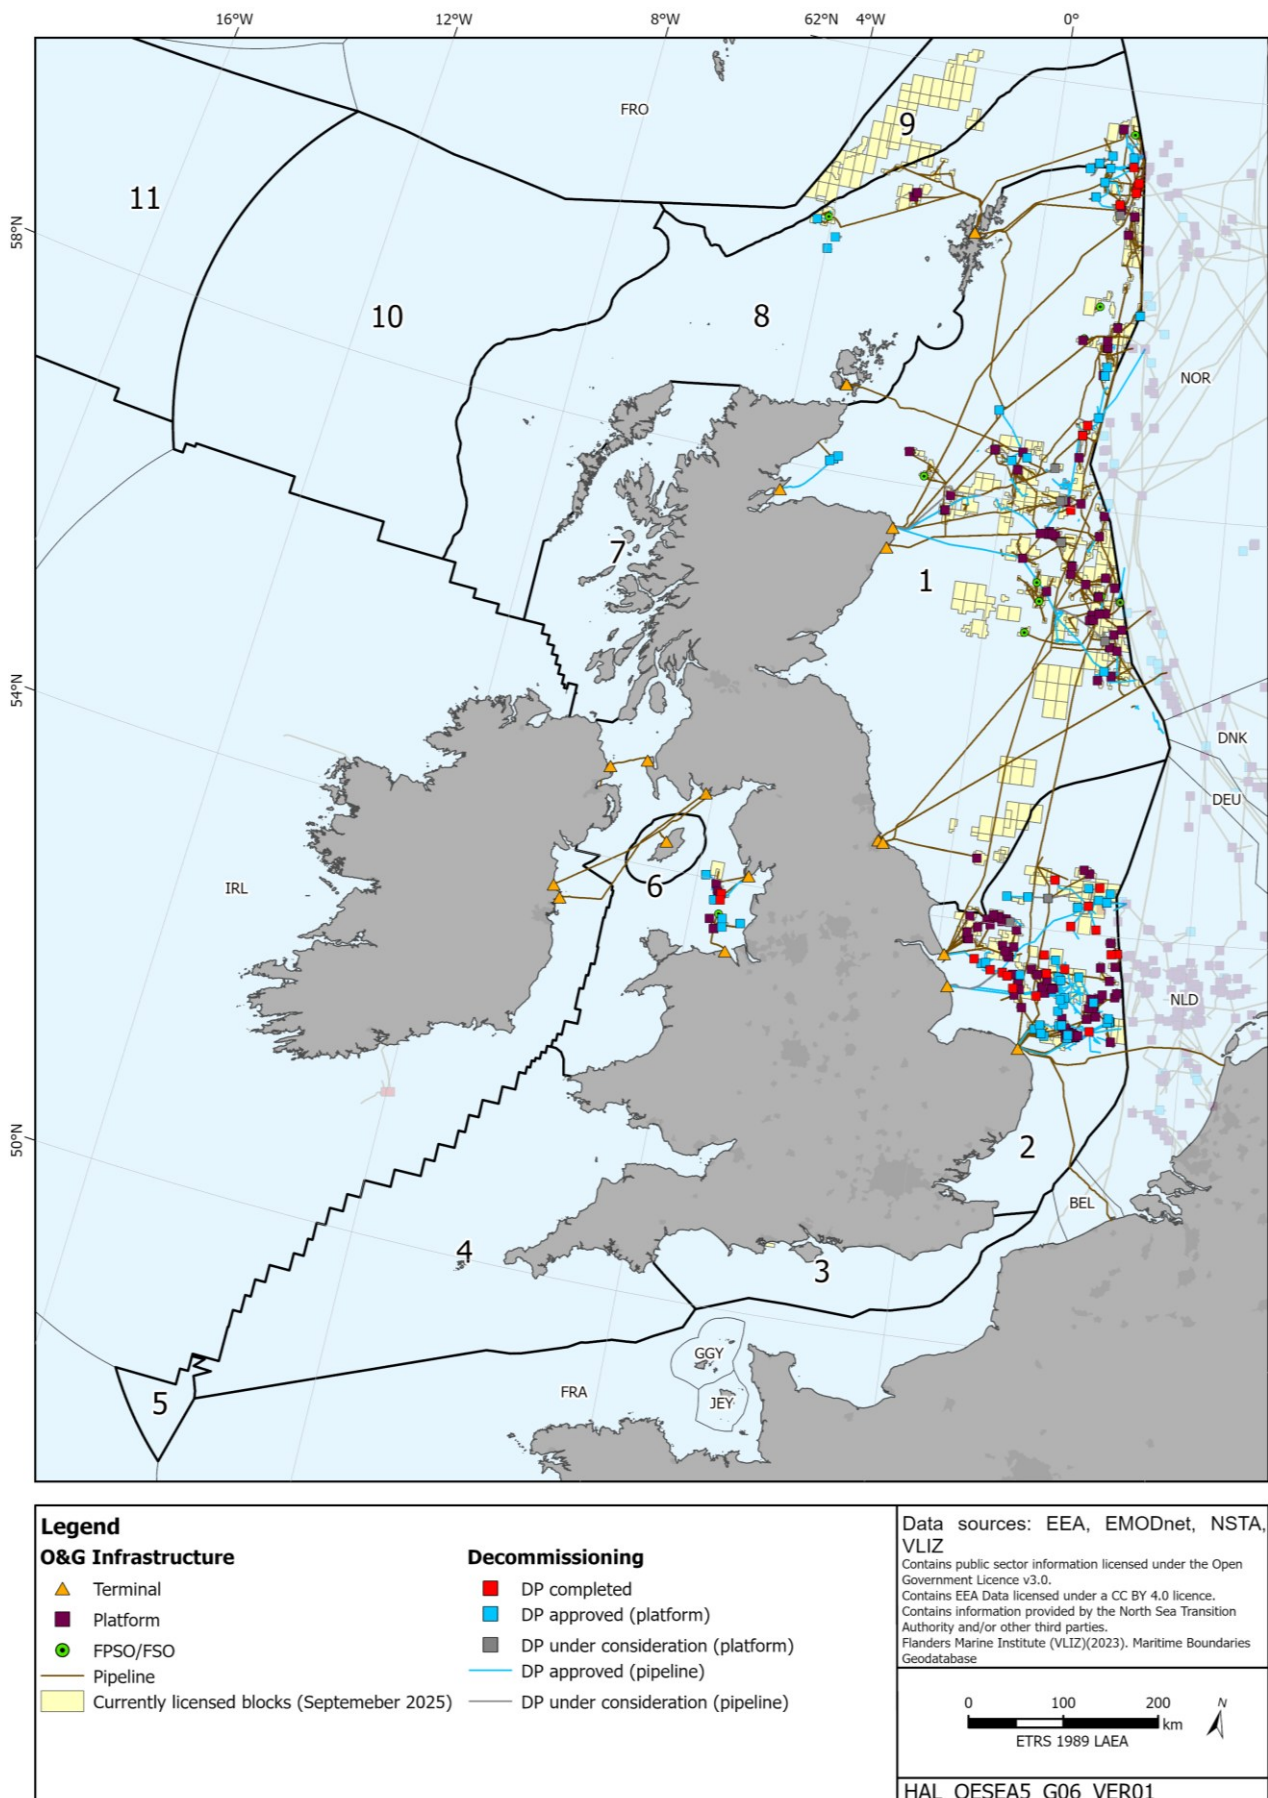 16°W 12°W 8°W 62°N 4°W 0°
FRO
9
11
58°N
10
8
NOR
7
1
54°N
DNK
DEU
IRL
6
NLD
2
50°N
BEL
4
3
GGY
5
FRA
JEY
Legend
O&G Infrastructure
Terminal
Platform
FPSO/FSO
Pipeline
Currently licensed blocks (Septemeber 2025)
Decommissioning
DP completed
DP approved (platform)
DP under consideration (platform)
DP approved (pipeline)
DP under consideration (pipeline)
Data sources: EEA, EMODnet, NSTA,
VLIZ
Contains public sector information licensed under the Open
Government Licence v3.0.
Contains EEA Data licensed under a CC BY 4.0 licence.
Contains information provided by the North Sea Transition
Authority and/or other third parties.
Flanders Marine Institute (VLIZ)(2023). Maritime Boundaries
Geodatabase
0 100 200
km
N
ETRS 1989 LAEA
HAL_OESEA5_G06_VER01